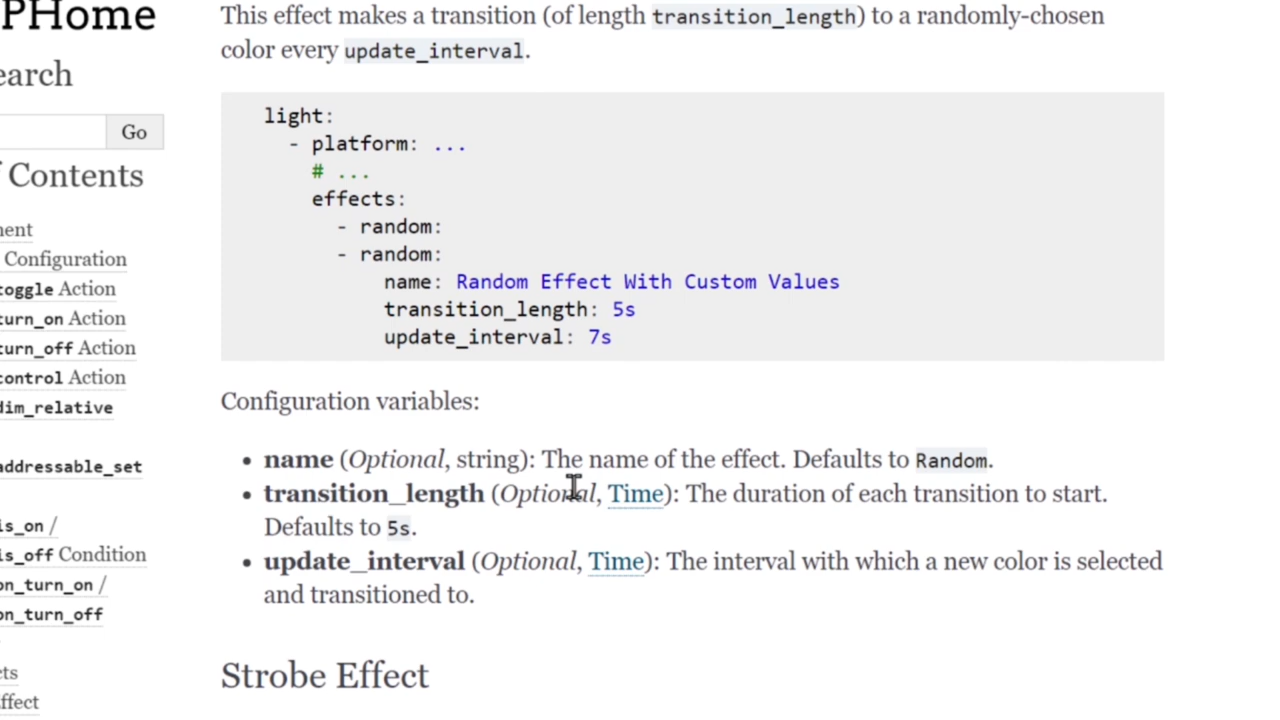 PHome
earch
Go
f Contents
nent
Configuration
toggle Action
turn_on Action
turn_off Action
control Action
dim_relative
addressable_set
is_on /
is_off Condition
on_turn_on /
on_turn_off
cts
ffect
This effect makes a transition (of length transition_length) to a randomly-chosen
color every update_interval.
light:
- platform: ...
# ...
effects:
- random:
- random:
name: Random Effect With Custom Values
transition_length: 5s
update_interval: 7s
Configuration variables:
• name (Optional, string): The name of the effect. Defaults to Random.
• transition_length (Optional, Time): The duration of each transition to start.
Defaults to 5s.
• update_interval (Optional, Time): The interval with which a new color is selected
and transitioned to.
Strobe Effect